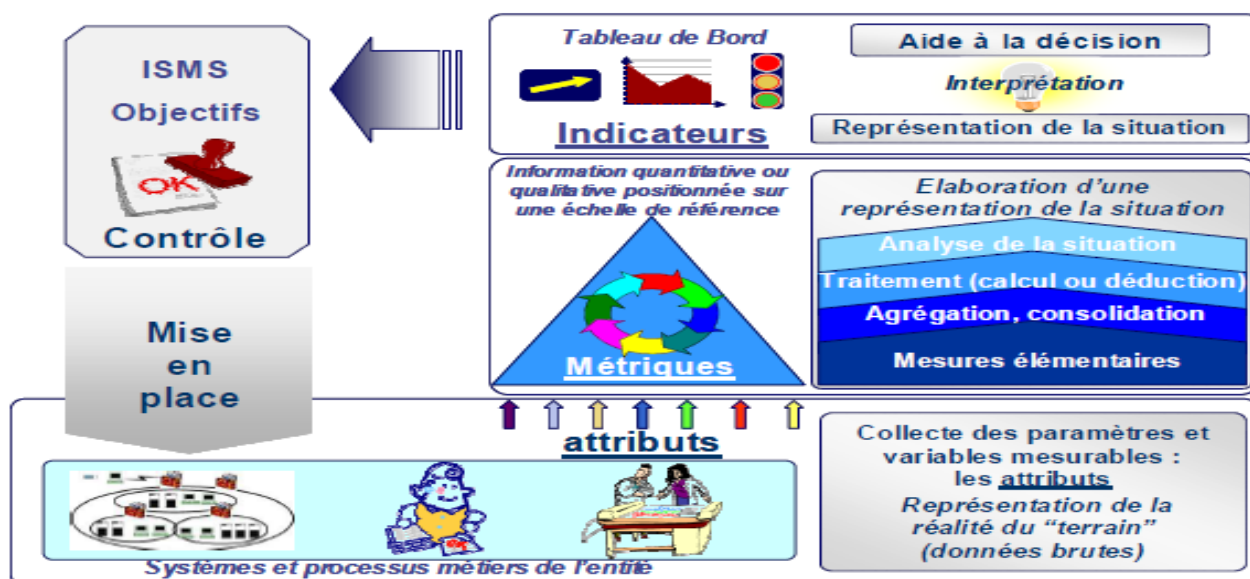 ISMS
Objectifs
OK
Contrôle
Mise
en
place
Tableau de Bord
Indicateurs
Aide à la décision
Interprétation
Représentation de la situation
Information quantitative ou
qualitative positionnée sur
une échelle de référence
Métriques
Elaboration d'une
représentation de la situation
Analyse de la situation
Traitement (calcul ou déduction)
Agrégation, consolidation
Mesures élémentaires
attributs
Systèmes et processus métiers de l'entité
Collecte des paramètres et
variables mesurables :
les attributs
Représentation de la
réalité du “terrain”
(données brutes)